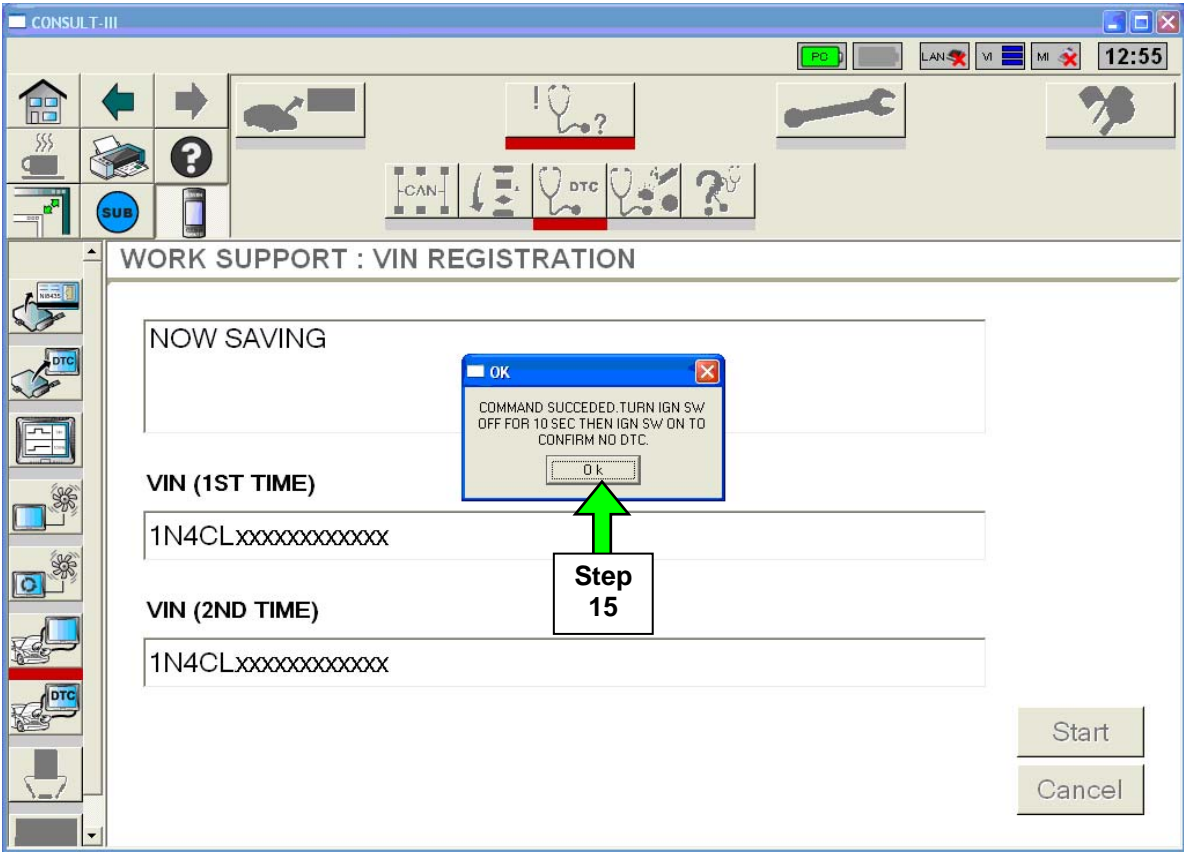 CONSULT-III
PC
LAN
VI
MI
12:55
!
?
?
-CAN-
DTC
?
SUB
WORK SUPPORT : VIN REGISTRATION
DTC
NOW SAVING
OK
COMMAND SUCCEDED.TURN IGN SW
OFF FOR 10 SEC THEN IGN SW ON TO
CONFIRM NO DTC.
Ok
VIN (1ST TIME)
1N4CLxxxxxxxxxxxx
Step
15
VIN (2ND TIME)
1N4CLxxxxxxxxxxxx
DTC
Start
Cancel